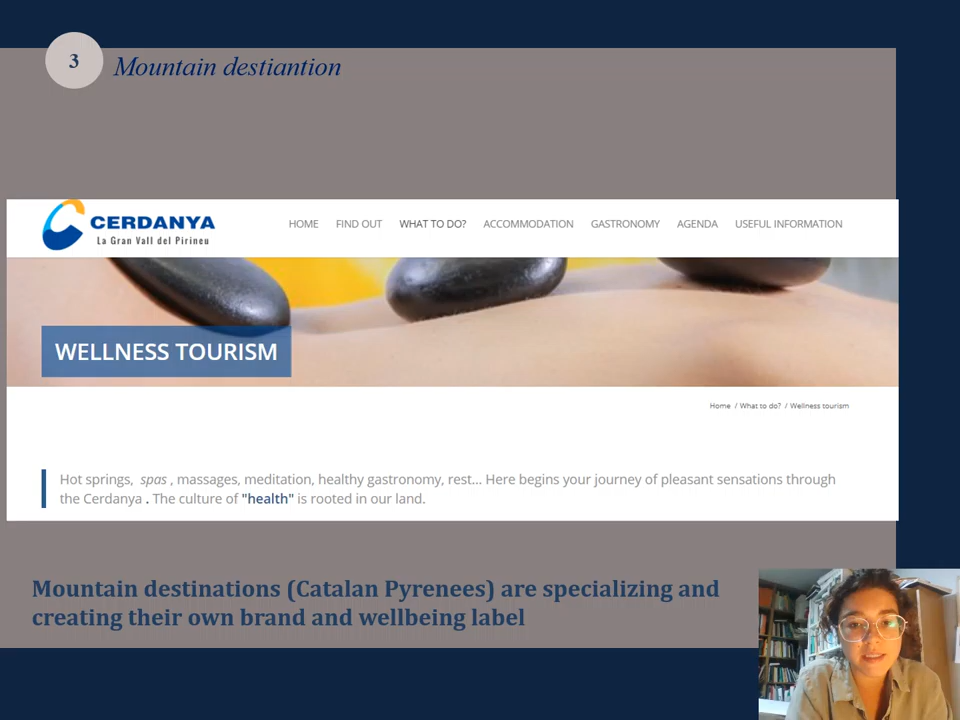 3
Mountain destiantion
CERDANYA
La Gran Vall del Pirineu
HOME FIND OUT WHAT TO DO? ACCOMMODATION GASTRONOMY AGENDA USEFUL INFORMATION
WELLNESS TOURISM
Home / What to do? / Wellness tourism
Hot springs, spas , massages, meditation, healthy gastronomy, rest... Here begins your journey of pleasant sensations through
the Cerdanya . The culture of "health" is rooted in our land.
Mountain destinations (Catalan Pyrenees) are specializing and
creating their own brand and wellbeing label